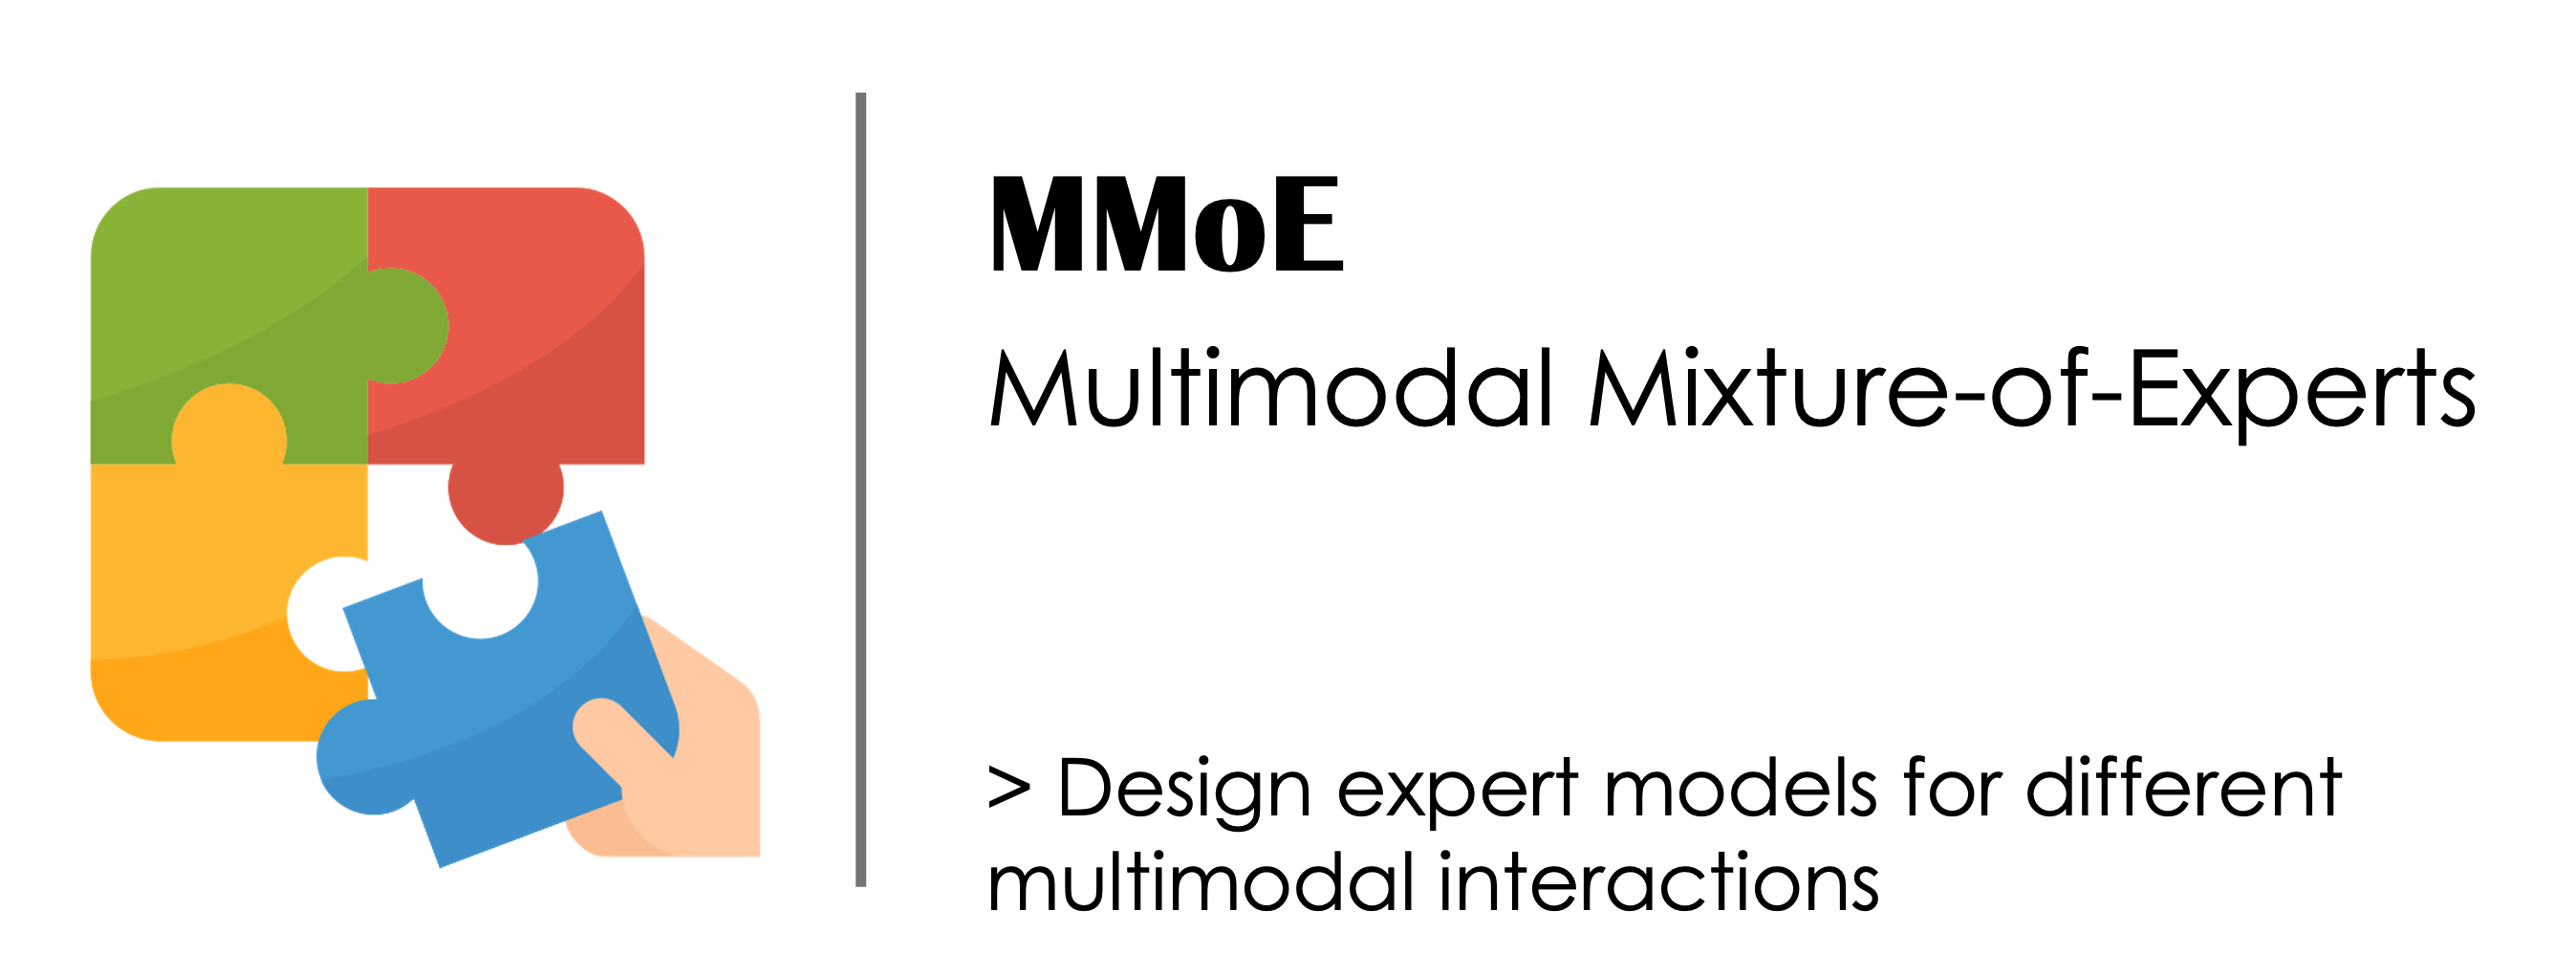 MMoE
Multimodal Mixture-of-Experts
> Design expert models for different
multimodal interactions